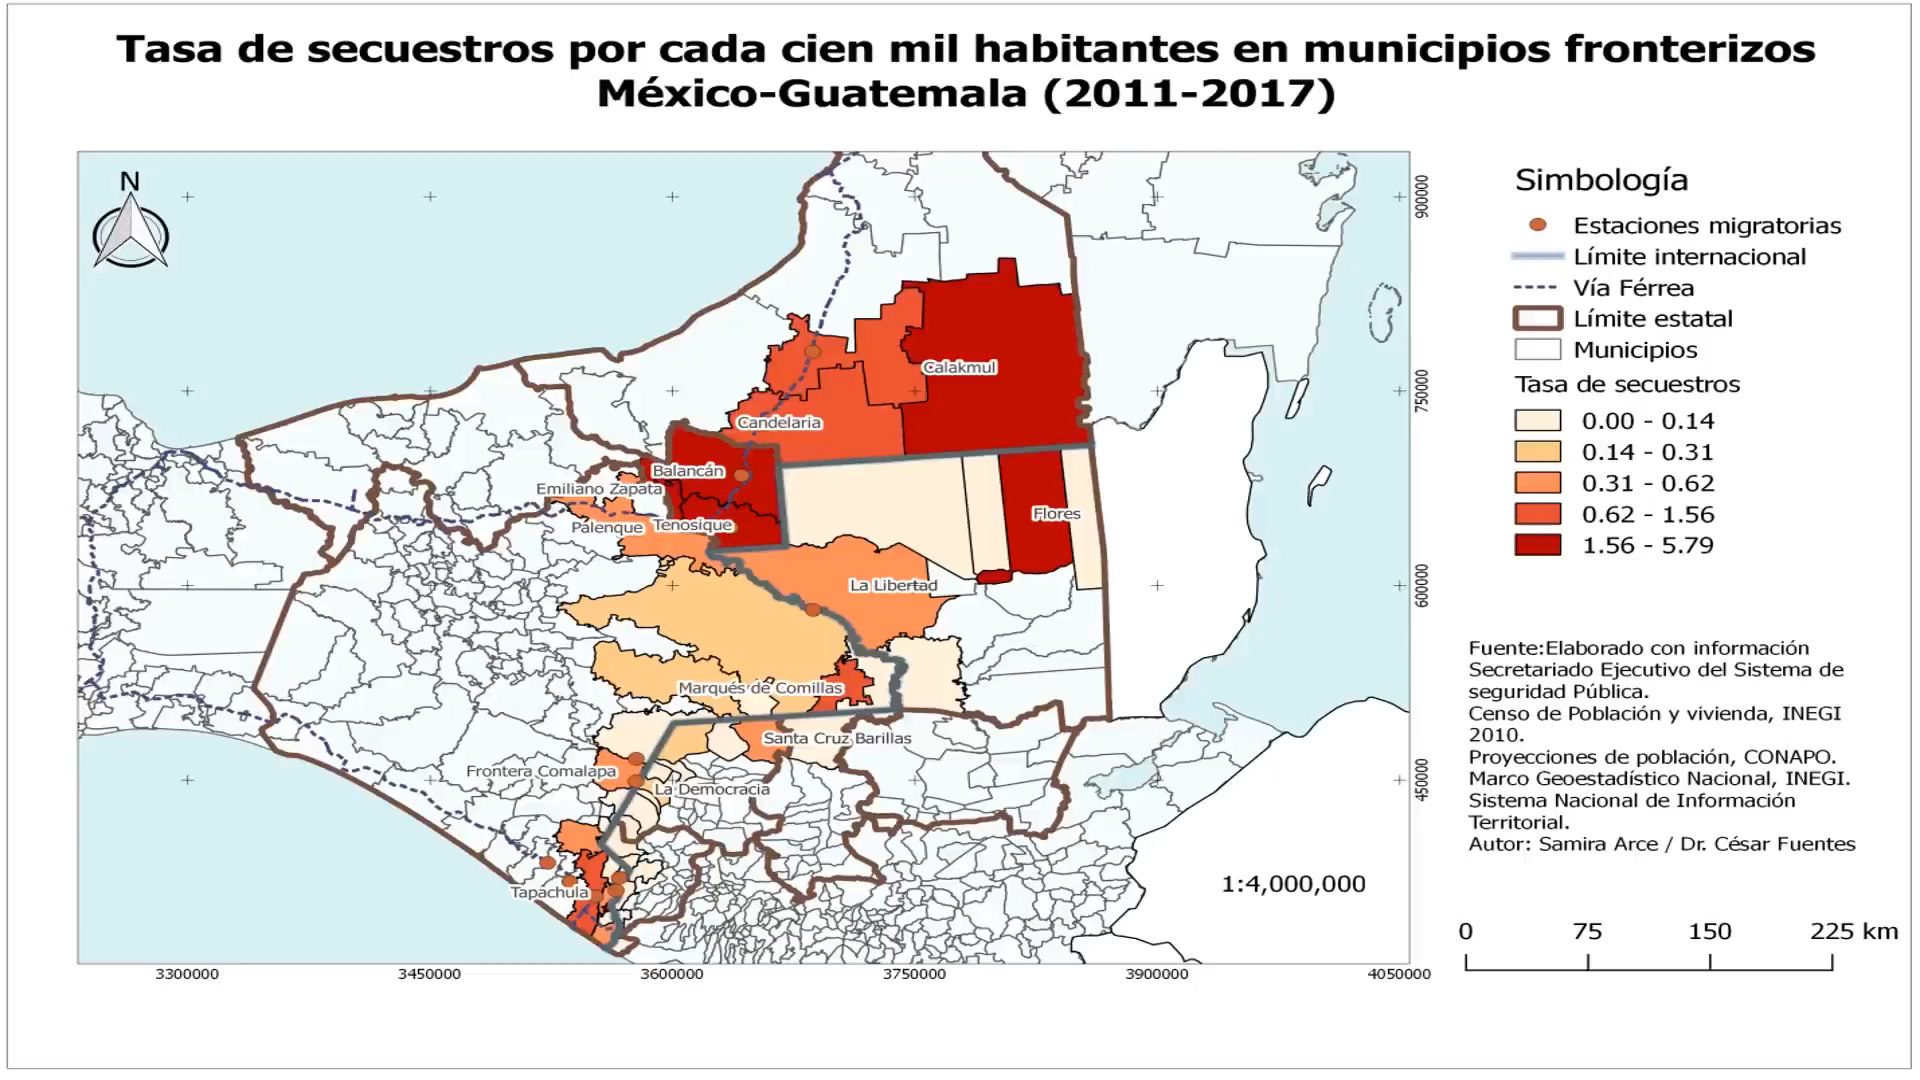 Tasa de secuestros por cada cien mil habitantes en municipios fronterizos
México-Guatemala (2011-2017)
N
Calakmul
Candelaria
Balancán
Emiliano Zapata
Palenque
Tenosique
Flores
La Libertad
Marqués de Comillas
Santa Cruz Barillas
Frontera Comalapa
La Democracia
Tapachula
900000
750000
600000
450000
3300000
3450000
3600000
3750000
3900000
4050000
Simbología
Estaciones migratorias
Límite internacional
Vía Férrea
Límite estatal
Municipios
Tasa de secuestros
0.00 - 0.14
0.14 - 0.31
0.31 - 0.62
0.62 - 1.56
1.56 - 5.79
Fuente:Elaborado con información
Secretariado Ejecutivo del Sistema de
seguridad Pública.
Censo de Población y vivienda, INEGI
2010.
Proyecciones de población, CONAPO.
Marco Geoestadístico Nacional, INEGI.
Sistema Nacional de Información
Territorial.
Autor: Samira Arce / Dr. César Fuentes
1:4,000,000
0 75 150 225 km